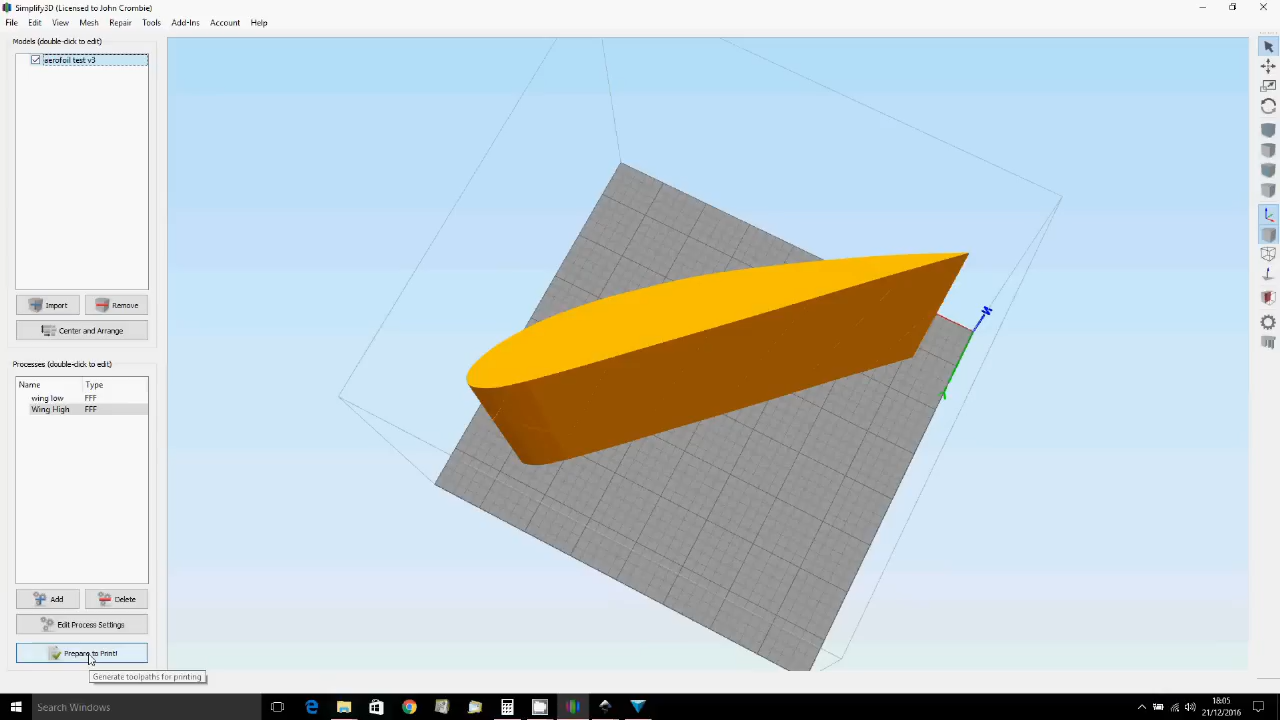 Simplify3D (Licensed to John Crombie)
File Edit View Mesh Repair Tools Add-Ins Account Help
Models (double-click to edit)
aerofoil test v3
Import Remove
Center and Arrange
Processes (double-click to edit)
Name Type
wing low FFF
Wing High FFF
Add Delete
Edit Process Settings
Prepare to Print!
Generate toolpaths for printing
Search Windows
18:05
21/12/2016